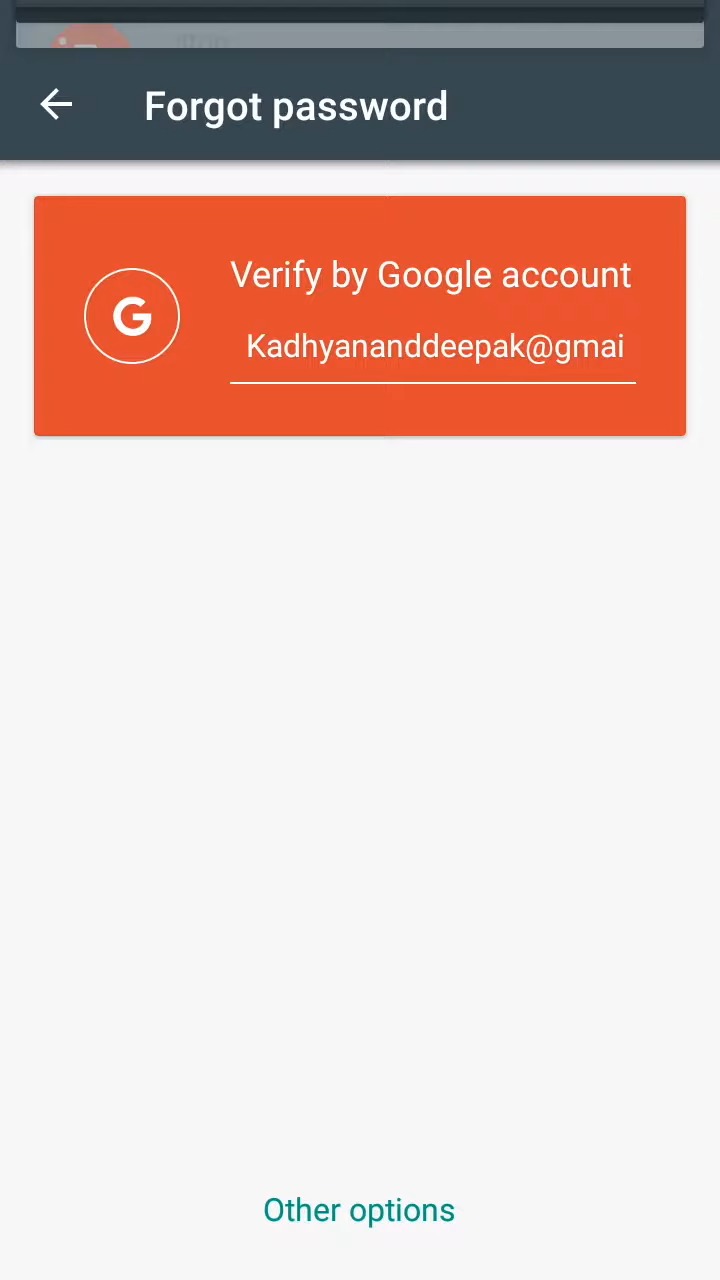 Forgot password
G
Verify by Google account
Kadhyananddeepak@gmai
Other options